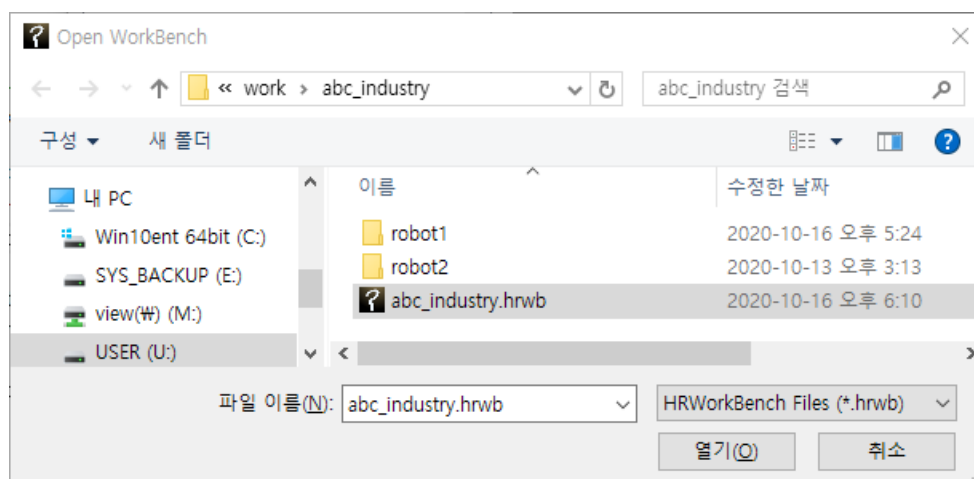 Open WorkBench
« work › abc_industry
abc_industry 검색
구성
새 폴더
내 PC
Win10ent 64bit (C:)
SYS_BACKUP (E:)
view(₩) (M:)
USER (U:)
이름
수정한 날짜
robot1
2020-10-16 오후 5:24
robot2
2020-10-13 오후 3:13
abc_industry.hrwb
2020-10-16 오후 6:10
파일 이름(N):
abc_industry.hrwb
HRWorkBench Files (*.hrwb)
열기(O)
취소